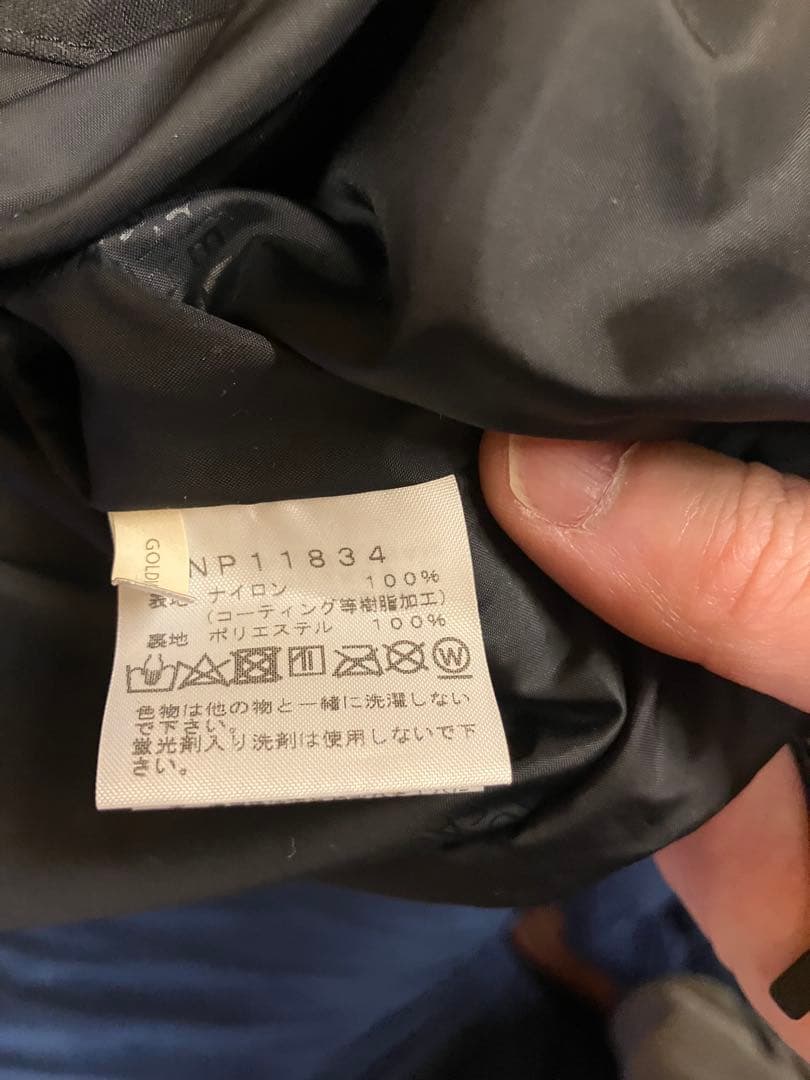 GOLD
NP11834
表地 ナイロン 100%
(コーティング等樹脂加工)
裏地 ポリエステル 100%
W
色物は他の物と一緒に洗濯しない
で下さい。
蛍光剤入り洗剤は使用しないで下
さい。